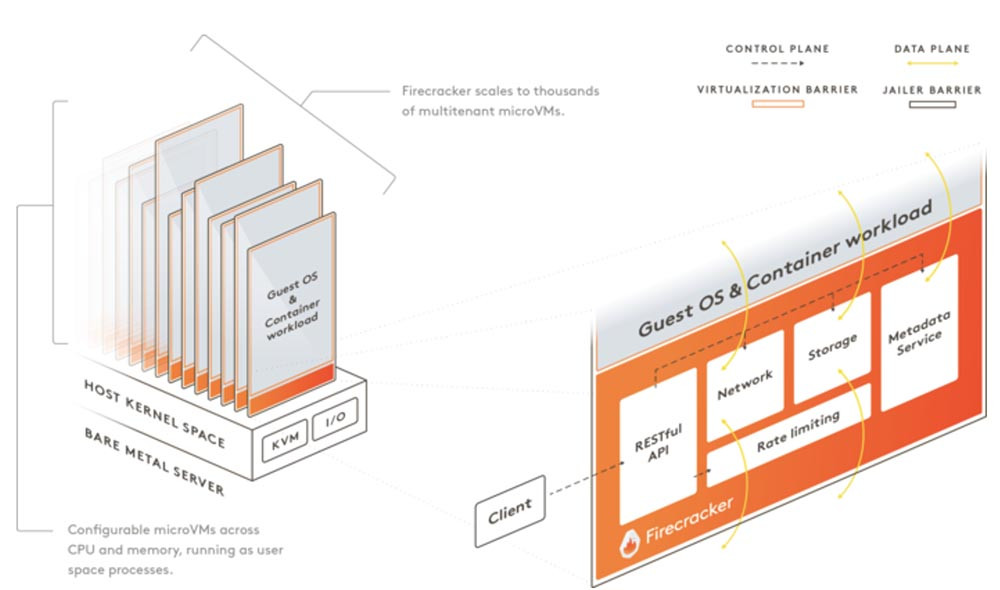 CONTROL PLANE
DATA PLANE
VIRTUALIZATION BARRIER
JAILER BARRIER
Firecracker scales to thousands
of multitenant microVMs.
Guest OS
&
Container
workload
HOST KERNEL SPACE
KVM
I/O
BARE METAL SERVER
Configurable microVMs across
CPU and memory, running as user
space processes.
Client
Guest OS & Container workload
RESTful
API
Network
Storage
Metadata
Service
Rate limiting
Firecracker